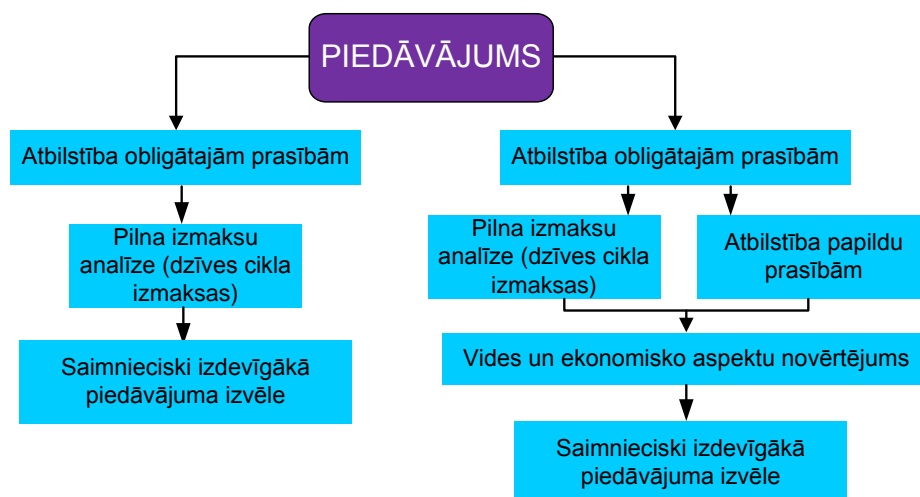 PIEDĀVĀJUMS
Atbilstība obligātajām prasībām
Pilna izmaksu
analīze (dzīves cikla
izmaksas)
Saimnieciski izdevīgākā
piedāvājuma izvēle
Atbilstība obligātajām prasībām
Pilna izmaksu
analīze (dzīves cikla
izmaksas)
Atbilstība papildu
prasībām
Vides un ekonomisko aspektu novērtējums
Saimnieciski izdevīgākā
piedāvājuma izvēle